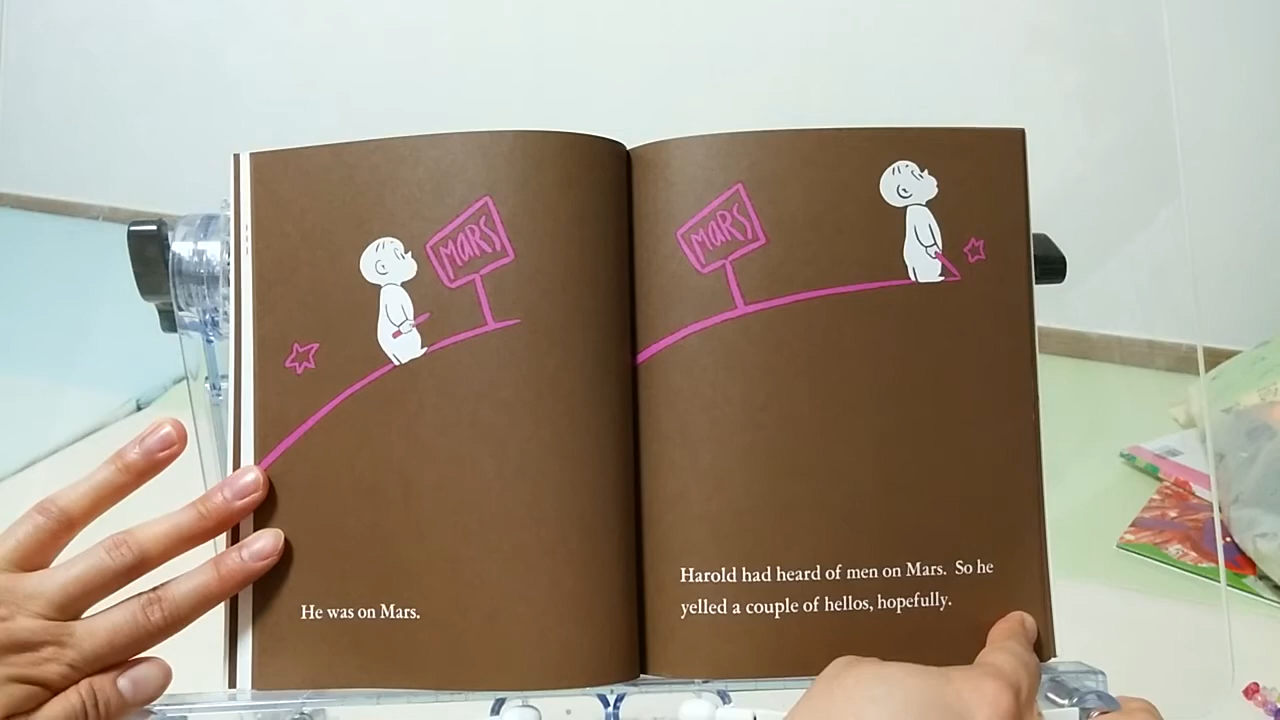 MARS
He was on Mars.
MARS
Harold had heard of men on Mars. So he
yelled a couple of hellos, hopefully.